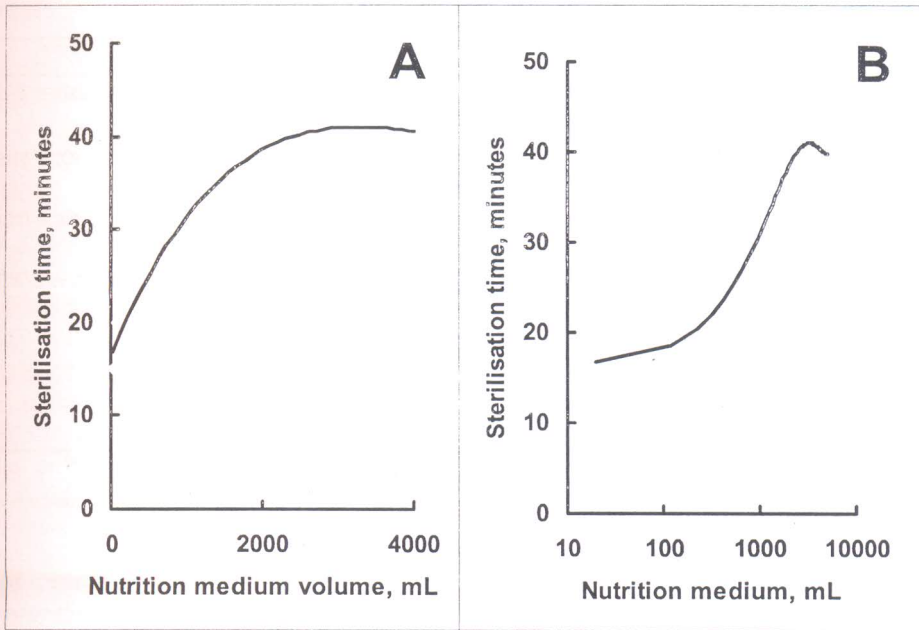 A
50
40
30
20
10
0
Sterilisation time, minutes
0 2000 4000
Nutrition medium volume, mL
B
50
40
30
20
10
0
Sterilisation time, minutes
10 100 1000 10000
Nutrition medium, mL